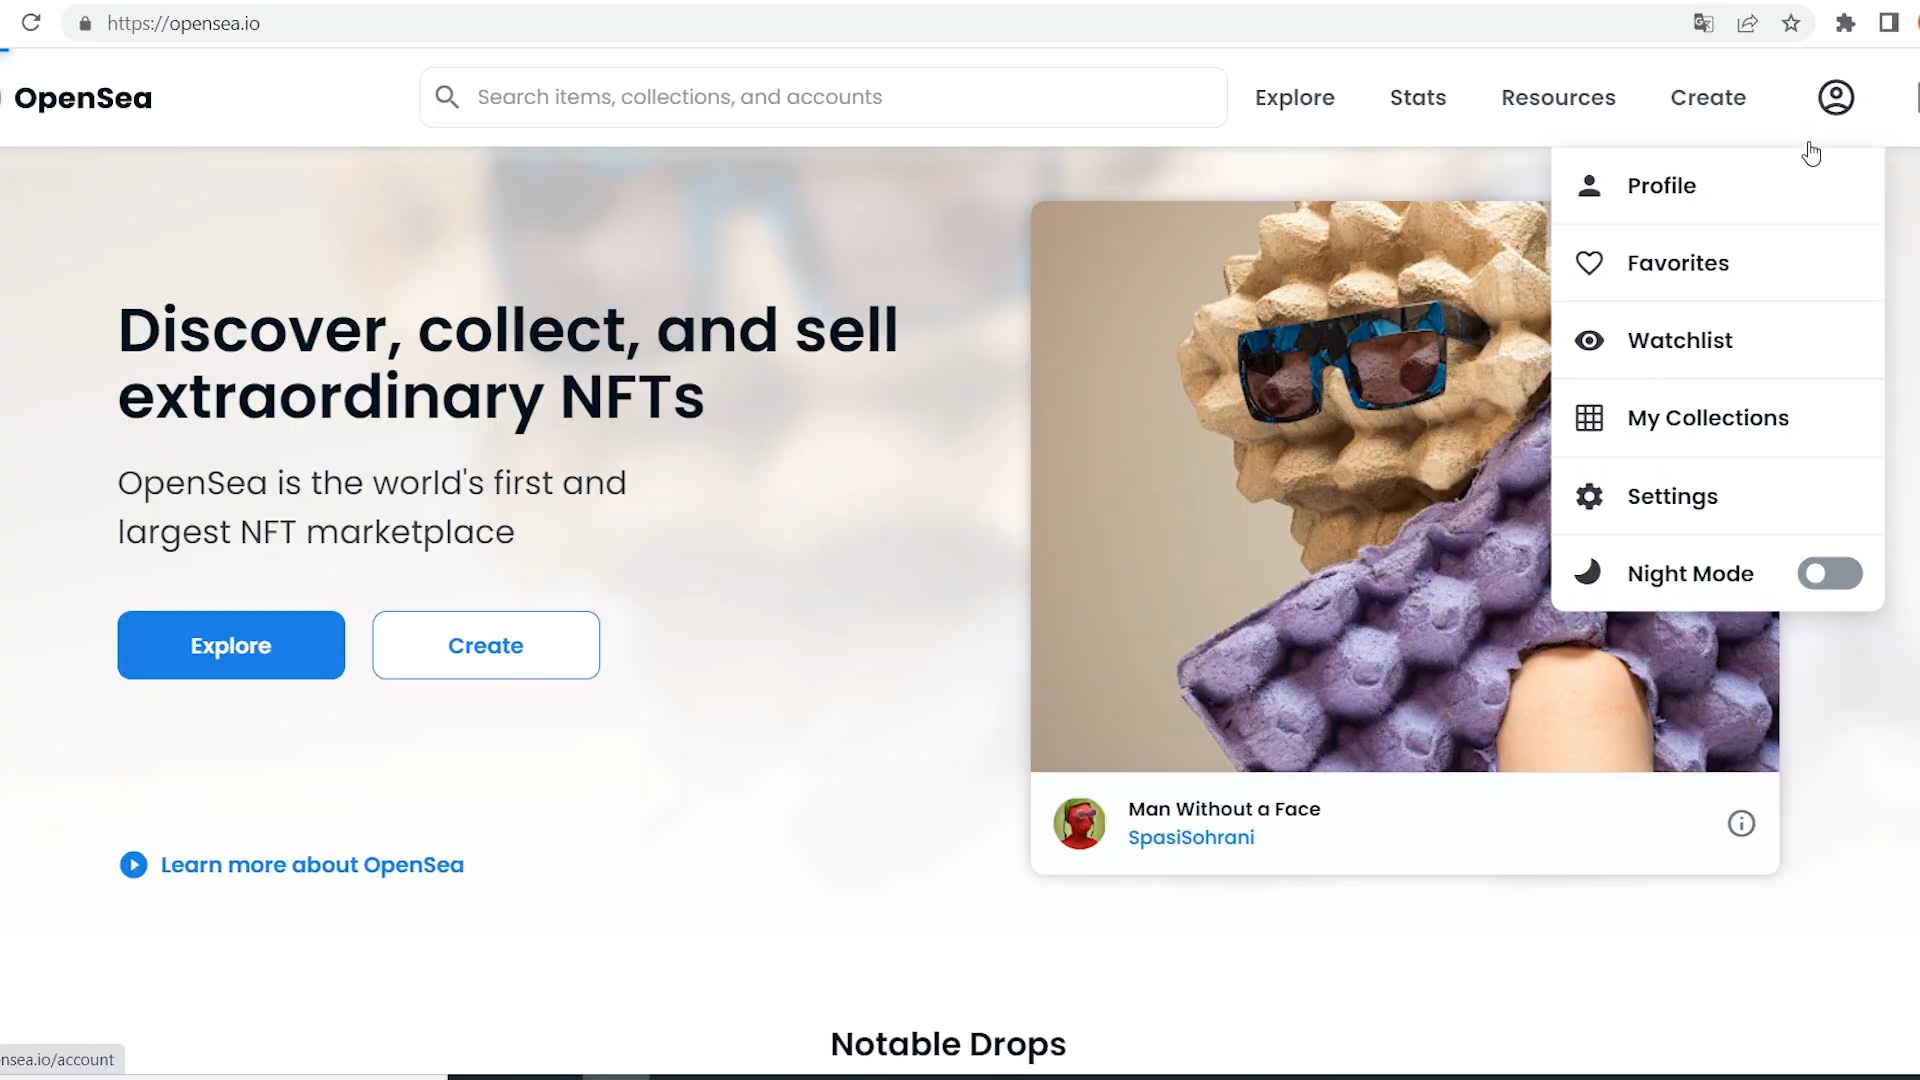 https://opensea.io
OpenSea
Search items, collections, and accounts
Explore
Stats
Resources
Create
Profile
Favorites
Watchlist
My Collections
Settings
Night Mode
Discover, collect, and sell
extraordinary NFTs
OpenSea is the world's first and
largest NFT marketplace
Explore
Create
Learn more about OpenSea
Man Without a Face
SpasiSohrani
Notable Drops
nsea.io/account